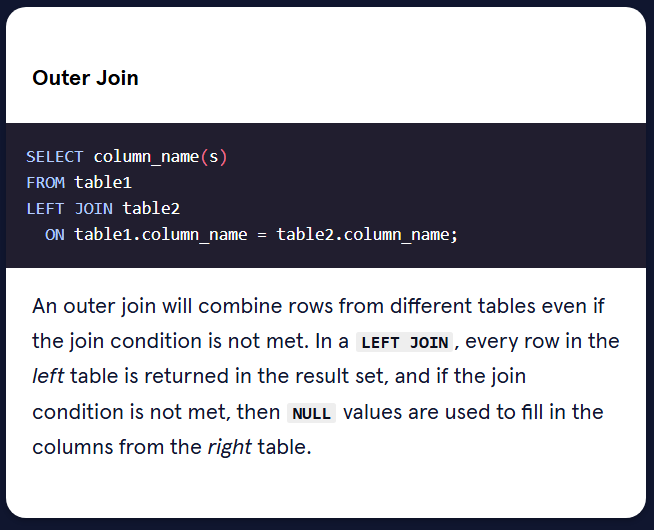 Outer Join
SELECT column_name(s)
FROM table1
LEFT JOIN table2
  ON table1.column_name = table2.column_name;
An outer join will combine rows from different tables even if
the join condition is not met. In a LEFT JOIN, every row in the
left table is returned in the result set, and if the join
condition is not met, then NULL values are used to fill in the
columns from the right table.